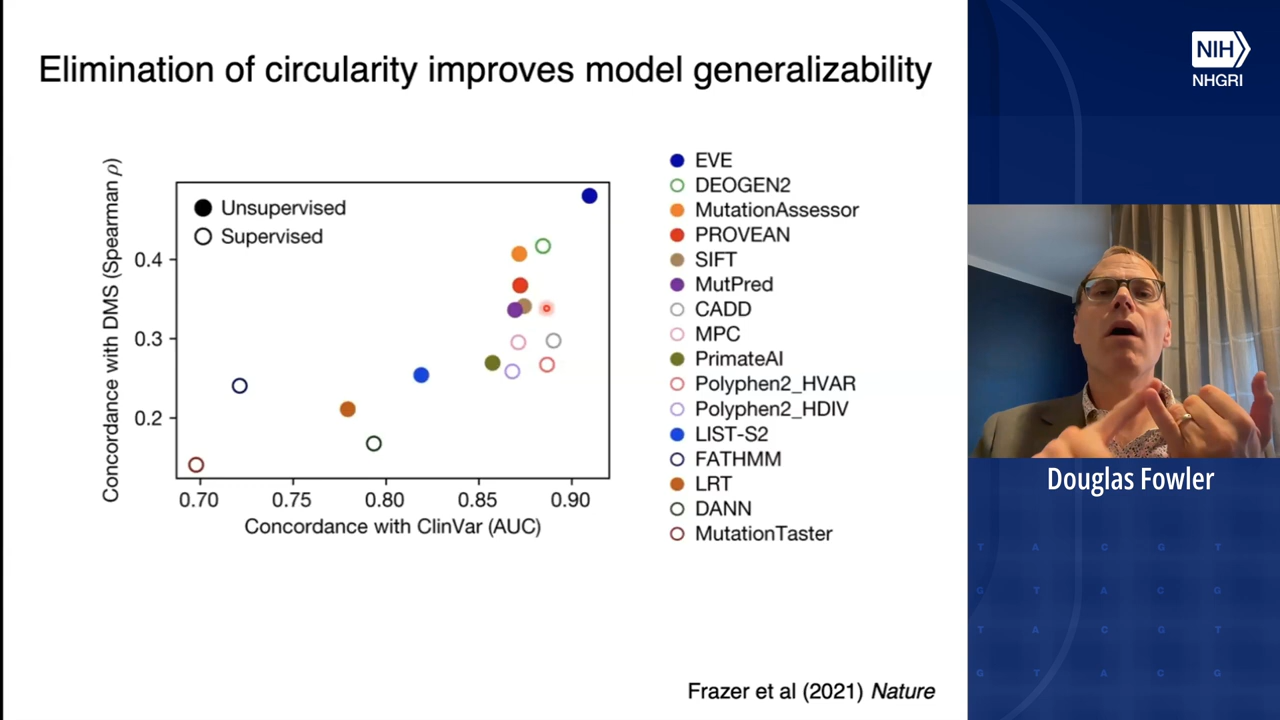 Elimination of circularity improves model generalizability
NIH
NHGRI
Concordance with DMS (Spearman ρ)
Unsupervised
Supervised
0.4
0.3
0.2
0.70 0.75 0.80 0.85 0.90
Concordance with ClinVar (AUC)
EVE
DEOGEN2
MutationAssessor
PROVEAN
SIFT
MutPred
CADD
MPC
PrimateAI
Polyphen2_HVAR
Polyphen2_HDIV
LIST-S2
FATHMM
LRT
DANN
MutationTaster
Douglas Fowler
T A C G T
G T A C G
T A C G T
G T A C G
Frazer et al (2021) Nature